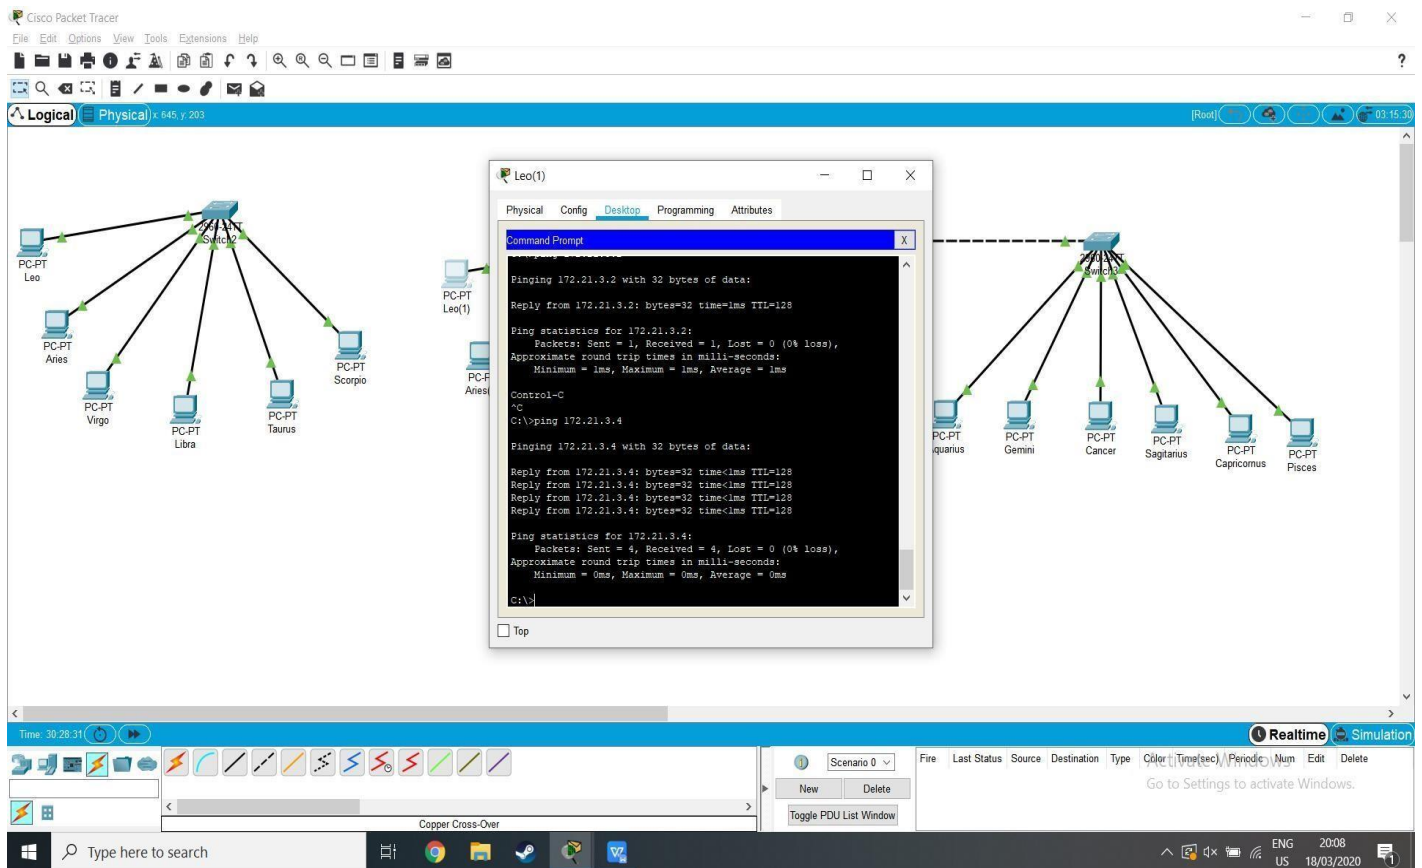 Cisco Packet Tracer
File Edit Options View Tools Extensions Help
?
Logical Physical x: 645, y: 203
[Root] 03:15:30
2960-24TT
Switch2
PC-PT
Leo
PC-PT
Aries
PC-PT
Virgo
PC-PT
Libra
PC-PT
Taurus
PC-PT
Scorpio
PC-PT
Leo(1)
Leo(1)
Physical Config Desktop Programming Attributes
Command Prompt X
Pinging 172.21.3.2 with 32 bytes of data:
Reply from 172.21.3.2: bytes=32 time=1ms TTL=128
Ping statistics for 172.21.3.2:
Packets: Sent = 1, Received = 1, Lost = 0 (0% loss),
Approximate round trip times in milli-seconds:
Minimum = 1ms, Maximum = 1ms, Average = 1ms
Control-C
^C
C:\>ping 172.21.3.4
Pinging 172.21.3.4 with 32 bytes of data:
Reply from 172.21.3.4: bytes=32 time<1ms TTL=128
Reply from 172.21.3.4: bytes=32 time<1ms TTL=128
Reply from 172.21.3.4: bytes=32 time<1ms TTL=128
Reply from 172.21.3.4: bytes=32 time<1ms TTL=128
Ping statistics for 172.21.3.4:
Packets: Sent = 4, Received = 4, Lost = 0 (0% loss),
Approximate round trip times in milli-seconds:
Minimum = 0ms, Maximum = 0ms, Average = 0ms
C:\>
Top
2960-24TT
Switch3
PC-PT
quarius
PC-PT
Gemini
PC-PT
Cancer
PC-PT
Sagitarius
PC-PT
Capricornus
PC-PT
Pisces
Time: 30:28:31
Realtime Simulation
Scenario 0
New Delete
Toggle PDU List Window
Fire Last Status Source Destination Type Color Time(sec) Periodic Num Edit Delete
Activate Windows
Go to Settings to activate Windows.
Copper Cross-Over
Type here to search
ENG
US
20:08
18/03/2020
1